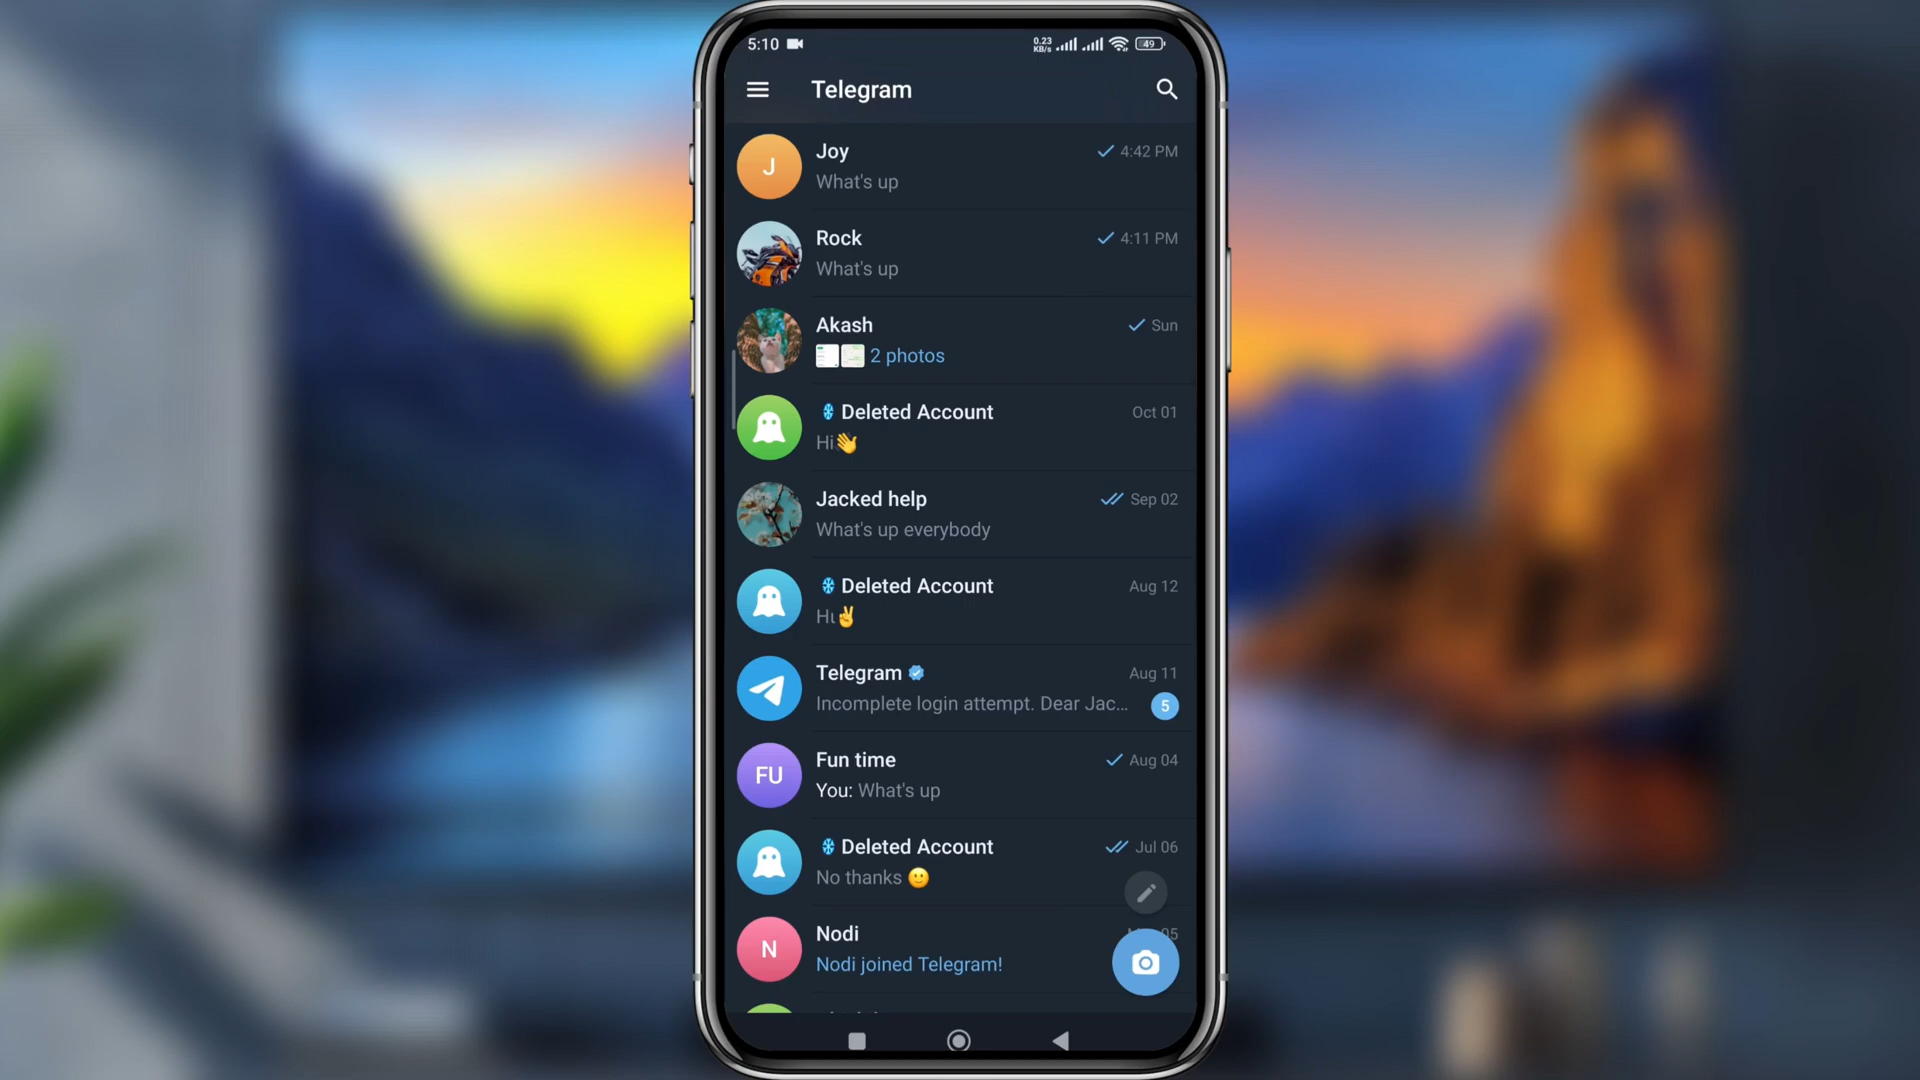 5:10
0.23
KB/s
49
Telegram
J
Joy
4:42 PM
What's up
Rock
4:11 PM
What's up
Akash
Sun
2 photos
Deleted Account
Oct 01
Hi👋
Jacked help
Sep 02
What's up everybody
Deleted Account
Aug 12
Hι✌️
Telegram
Aug 11
Incomplete login attempt. Dear Jac...
5
FU
Fun time
Aug 04
You: What's up
Deleted Account
Jul 06
No thanks 🙂
N
Nodi
05
Nodi joined Telegram!